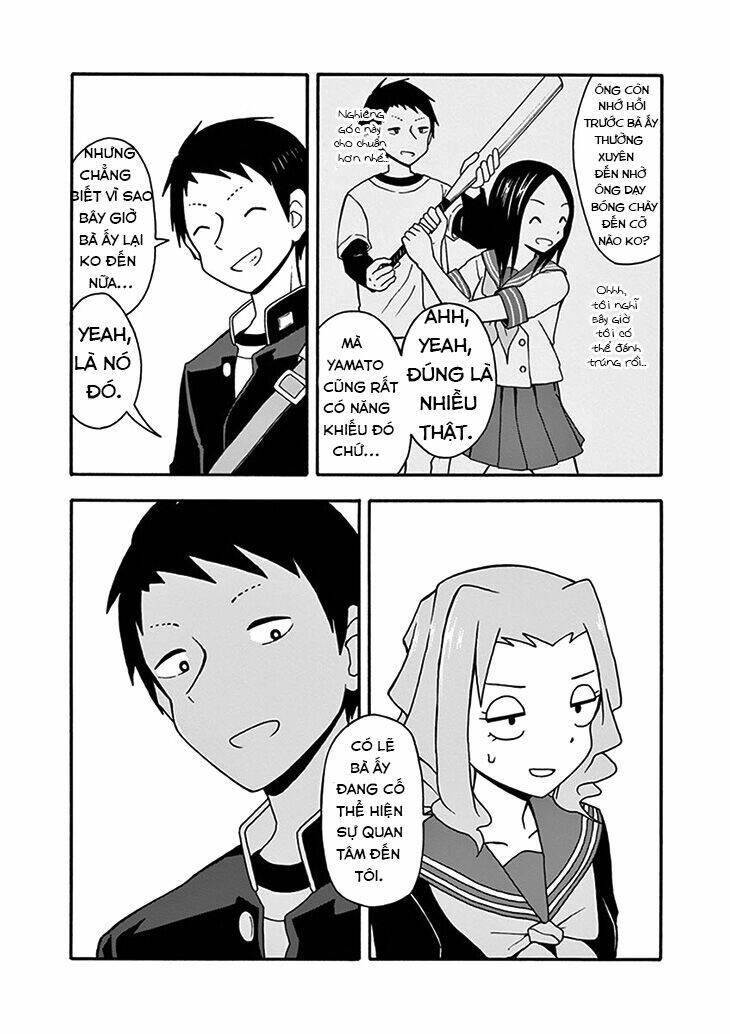 ÔNG CÒN
NHỚ HỒI
TRƯỚC BÀ ẤY
THƯỜNG
XUYÊN
ĐẾN NHỜ
ÔNG DẠY
BÓNG CHÀY
ĐẾN CỠ
NÀO KO?
Nghiêng
góc này
cho chuẩn
hơn nhé..
Ohhh,
tôi nghĩ
bây giờ
tôi có
thể đánh
trúng rồi..
AHH,
YEAH,
ĐÚNG LÀ
NHIỀU
THẬT.
MÀ
YAMATO
CŨNG RẤT
CÓ NĂNG
KHIẾU ĐÓ
CHỨ...
NHƯNG
CHẲNG
BIẾT VÌ SAO
BÂY GIỜ
BÀ ẤY LẠI
KO ĐẾN
NỮA...
YEAH,
LÀ NÓ
ĐÓ.
CÓ LẼ
BÀ ẤY
ĐANG CỐ
THỂ HIỆN
SỰ QUAN
TÂM ĐẾN
TÔI.